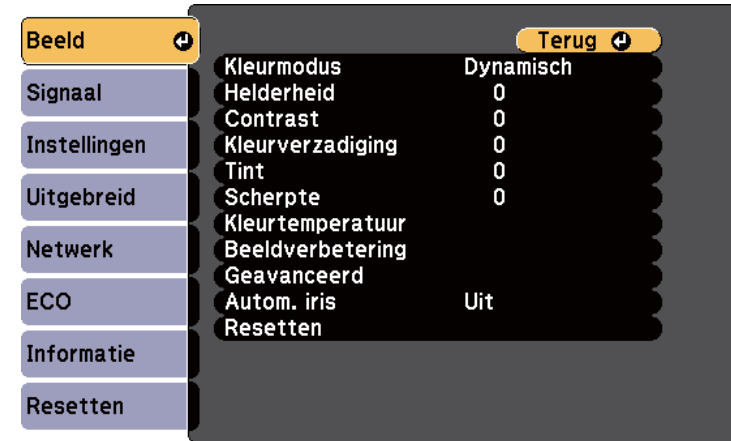 Beeld
Signaal
Instellingen
Uitgebreid
Netwerk
ECO
Informatie
Resetten
Terug
Kleurmodus Dynamisch
Helderheid 0
Contrast 0
Kleurverzadiging 0
Tint 0
Scherpte 0
Kleurtemperatuur
Beeldverbetering
Geavanceerd
Autom. iris Uit
Resetten